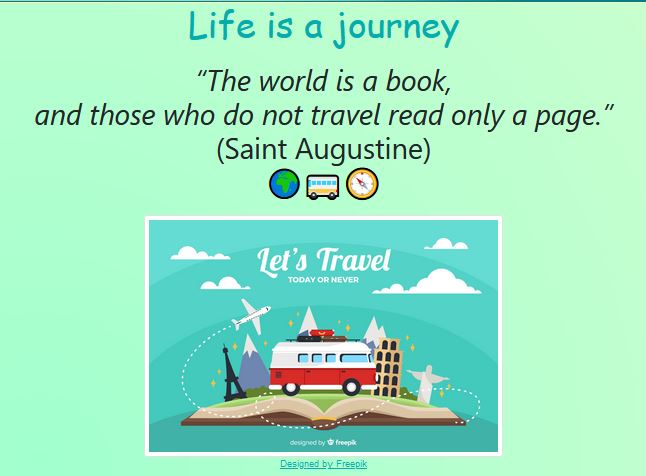 Life is a journey
“The world is a book,
and those who do not travel read only a page.”
(Saint Augustine)
Let's Travel
TODAY OR NEVER
designed by freepik
Designed by Freepik